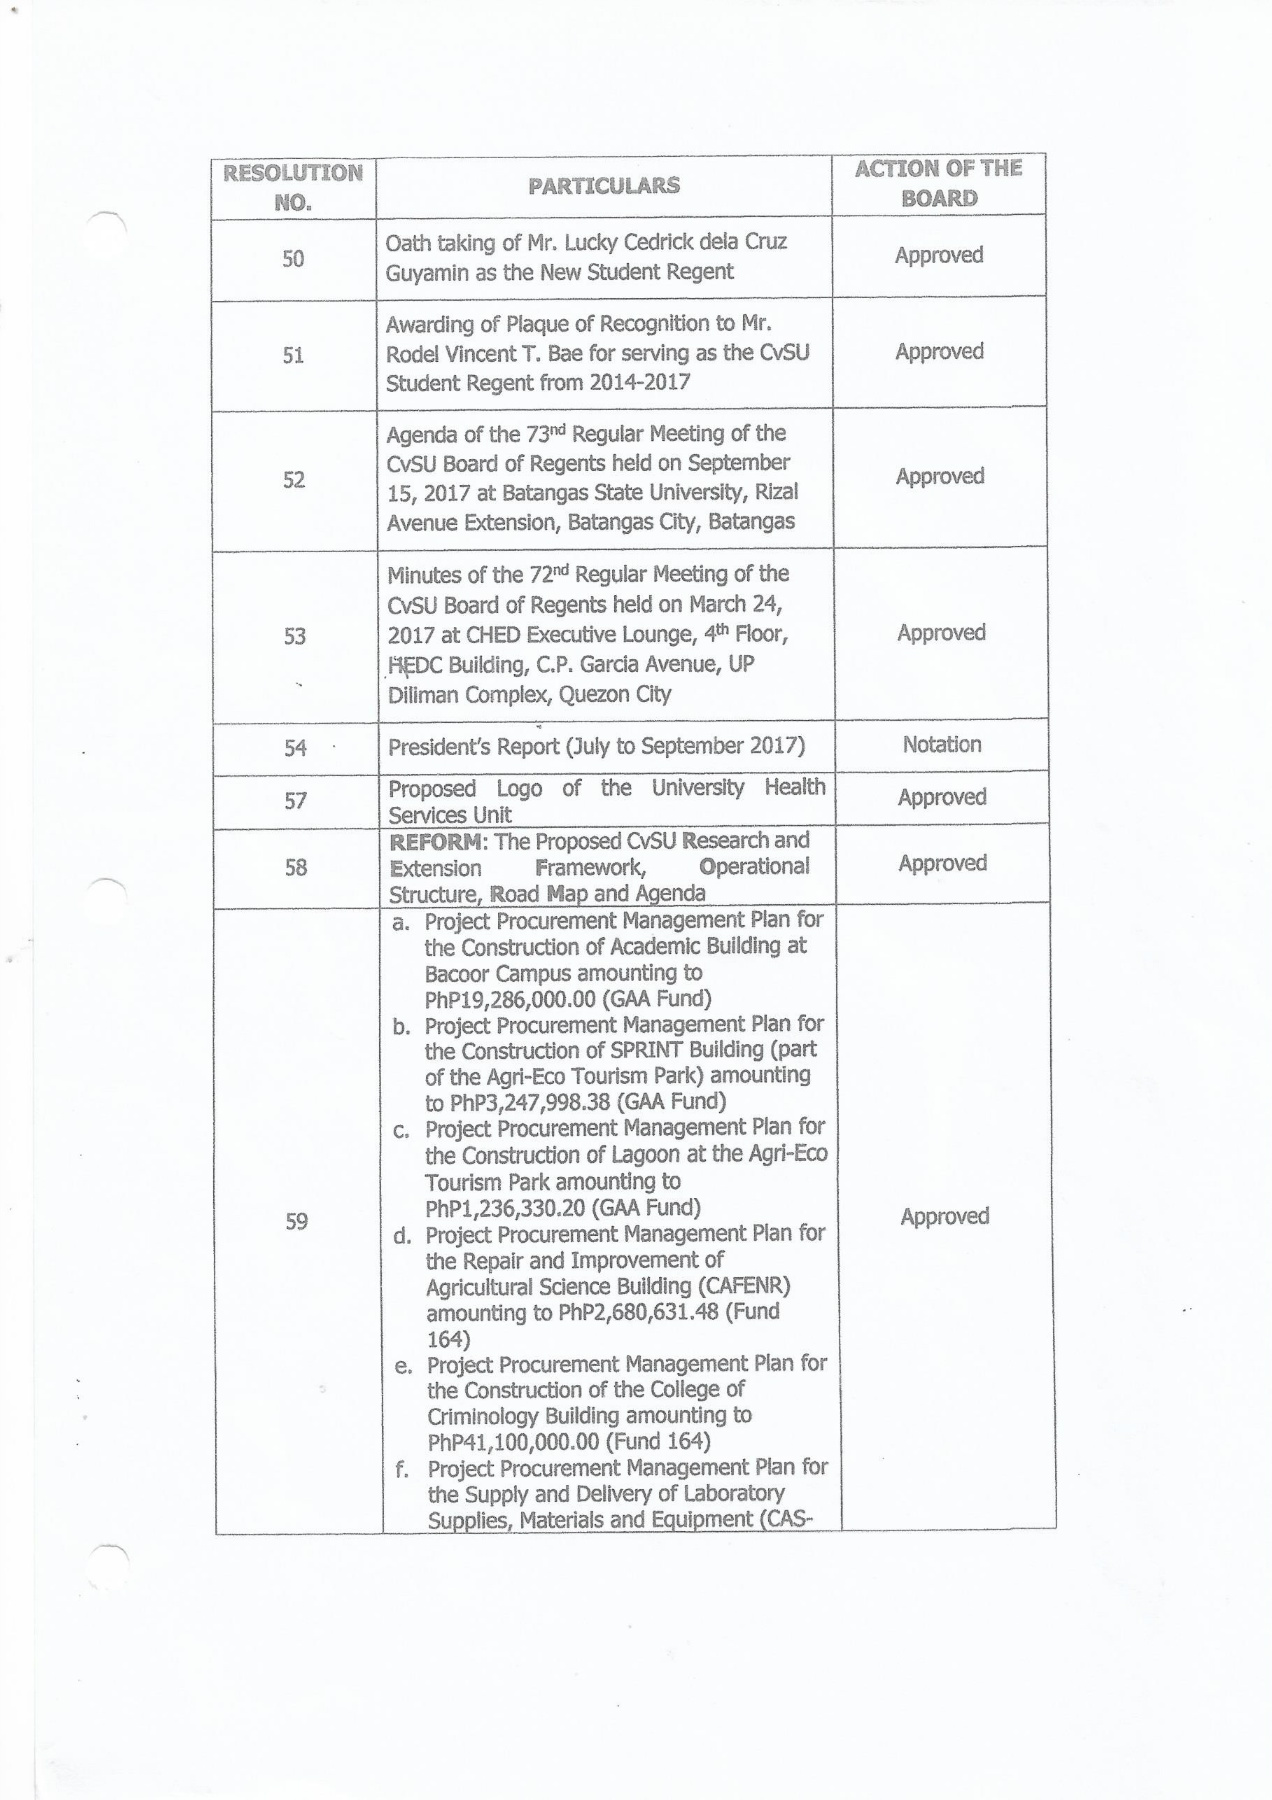 RESOLUTION
NO.
PARTICULARS
ACTION OF THE
BOARD
50
Oath taking of Mr. Lucky Cedrick dela Cruz
Guyamin as the New Student Regent
Approved
51
Awarding of Plaque of Recognition to Mr.
Rodel Vincent T. Bae for serving as the CvSU
Student Regent from 2014-2017
Approved
52
Agenda of the 73nd Regular Meeting of the
CvSU Board of Regents held on September
15, 2017 at Batangas State University, Rizal
Avenue Extension, Batangas City, Batangas
Approved
53
Minutes of the 72nd Regular Meeting of the
CvSU Board of Regents held on March 24,
2017 at CHED Executive Lounge, 4th Floor,
HEDC Building, C.P. Garcia Avenue, UP
Diliman Complex, Quezon City
Approved
54
President's Report (July to September 2017)
Notation
57
Proposed Logo of the University Health
Services Unit
Approved
58
REFORM: The Proposed CvSU Research and
Extension Framework, Operational
Structure, Road Map and Agenda
Approved
59
a. Project Procurement Management Plan for
the Construction of Academic Building at
Bacoor Campus amounting to
PhP19,286,000.00 (GAA Fund)
b. Project Procurement Management Plan for
the Construction of SPRINT Building (part
of the Agri-Eco Tourism Park) amounting
to PhP3,247,998.38 (GAA Fund)
c. Project Procurement Management Plan for
the Construction of Lagoon at the Agri-Eco
Tourism Park amounting to
PhP1,236,330.20 (GAA Fund)
d. Project Procurement Management Plan for
the Repair and Improvement of
Agricultural Science Building (CAFENR)
amounting to PhP2,680,631.48 (Fund
164)
e. Project Procurement Management Plan for
the Construction of the College of
Criminology Building amounting to
PhP41,100,000.00 (Fund 164)
f. Project Procurement Management Plan for
the Supply and Delivery of Laboratory
Supplies, Materials and Equipment (CAS-
Approved